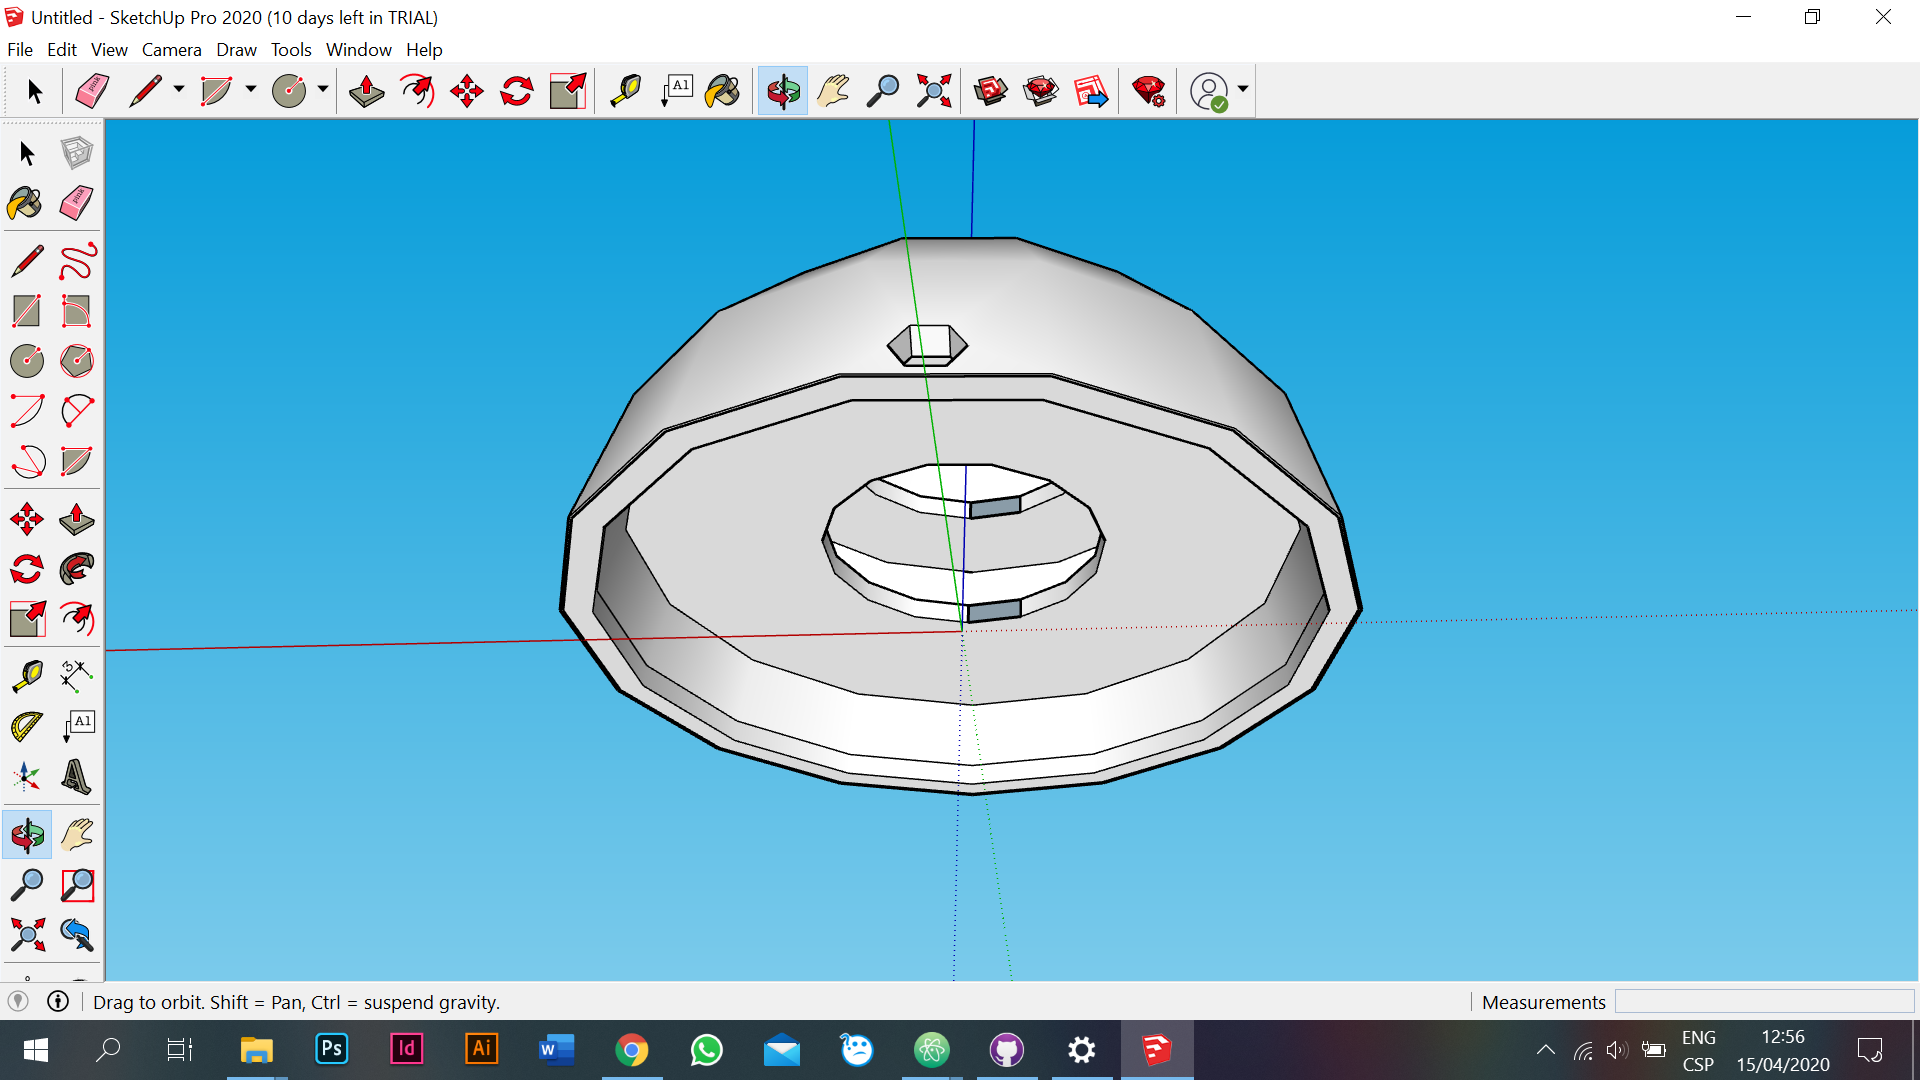 Untitled - SketchUp Pro 2020 (10 days left in TRIAL)
File Edit View Camera Draw Tools Window Help
A1
A1
Drag to orbit. Shift = Pan, Ctrl = suspend gravity.
Measurements
Ps
Id
Ai
W
ENG
CSP
12:56
15/04/2020